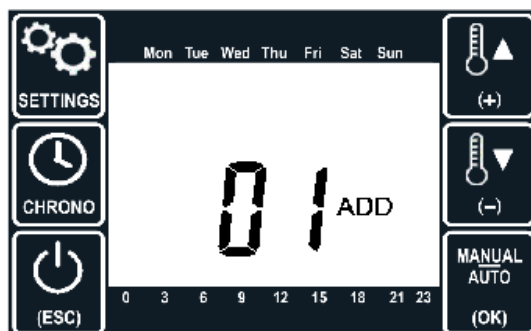 Mon Tue Wed Thu Fri Sat Sun
SETTINGS
(+)
CHRONO
01 ADD
(-)
MANUAL
AUTO
(ESC)
0 3 6 9 12 15 18 21 23
(OK)